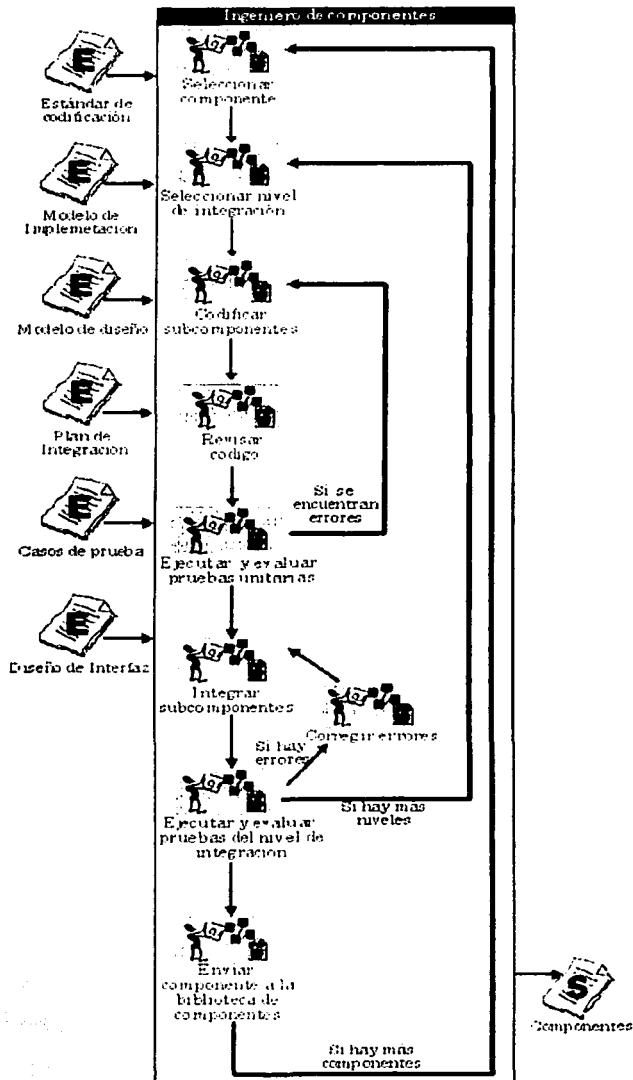 Ingeniero de componentes
Seleccionar
componente
Estándar de
codificación
Seleccionar nivel
de integración
Modelo de
Implemetacion
Codificar
subcomponentes
Modelo de diseño
Revisar
codigo
Plan de
Integración
Si se
encuentran
errores
Casos de prueba
Ejecutar y evaluar
pruebas unitarias
Diseño de Interfaz
Integrar
subcomponentes
Corregir errores
Si hay
errores
Si hay más
niveles
Ejecutar y evaluar
pruebas del nivel de
integración
Enviar
componente a la
biblioteca de
componentes
S
Componentes
Si hay más
componentes